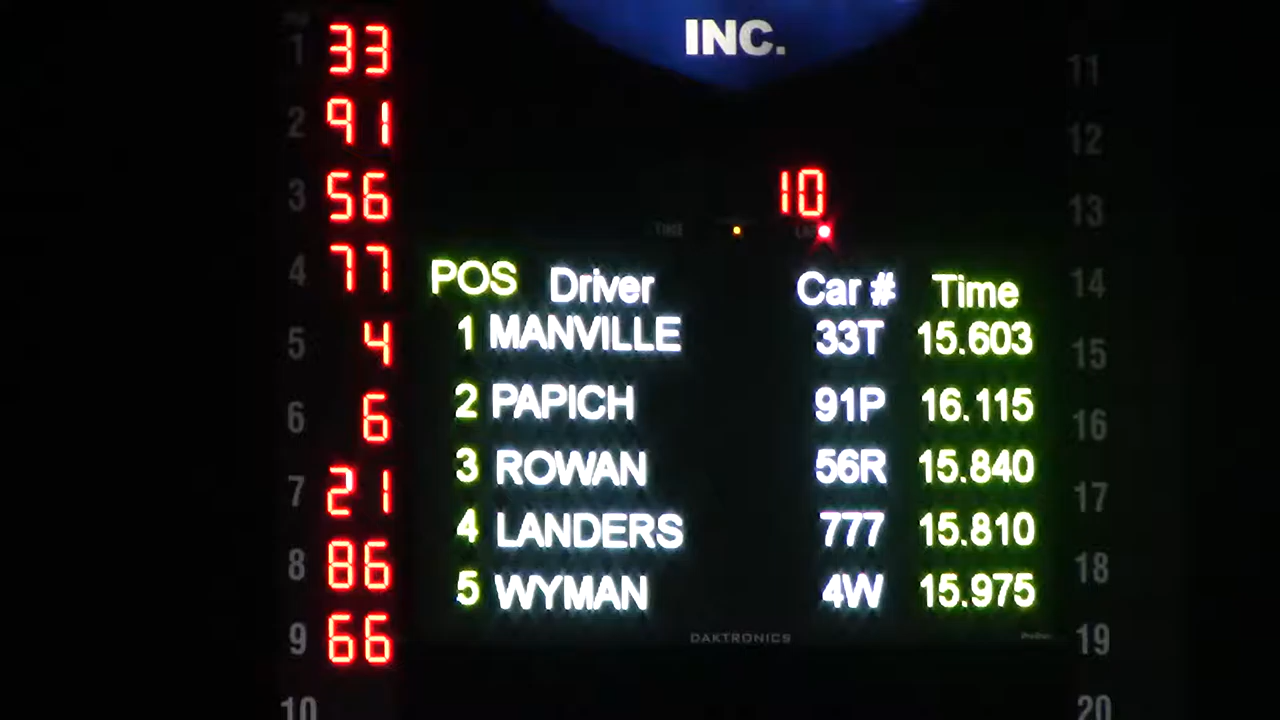 INC.
1 33
2 91
3 56
4 77
5 4
6 6
7 21
8 86
9 66
10
10
TIME
POS Driver Car # Time
1 MANVILLE 33T 15.603
2 PAPICH 91P 16.115
3 ROWAN 56R 15.840
4 LANDERS 777 15.810
5 WYMAN 4W 15.975
DAKTRONICS
11
12
13
14
15
16
17
18
19
20